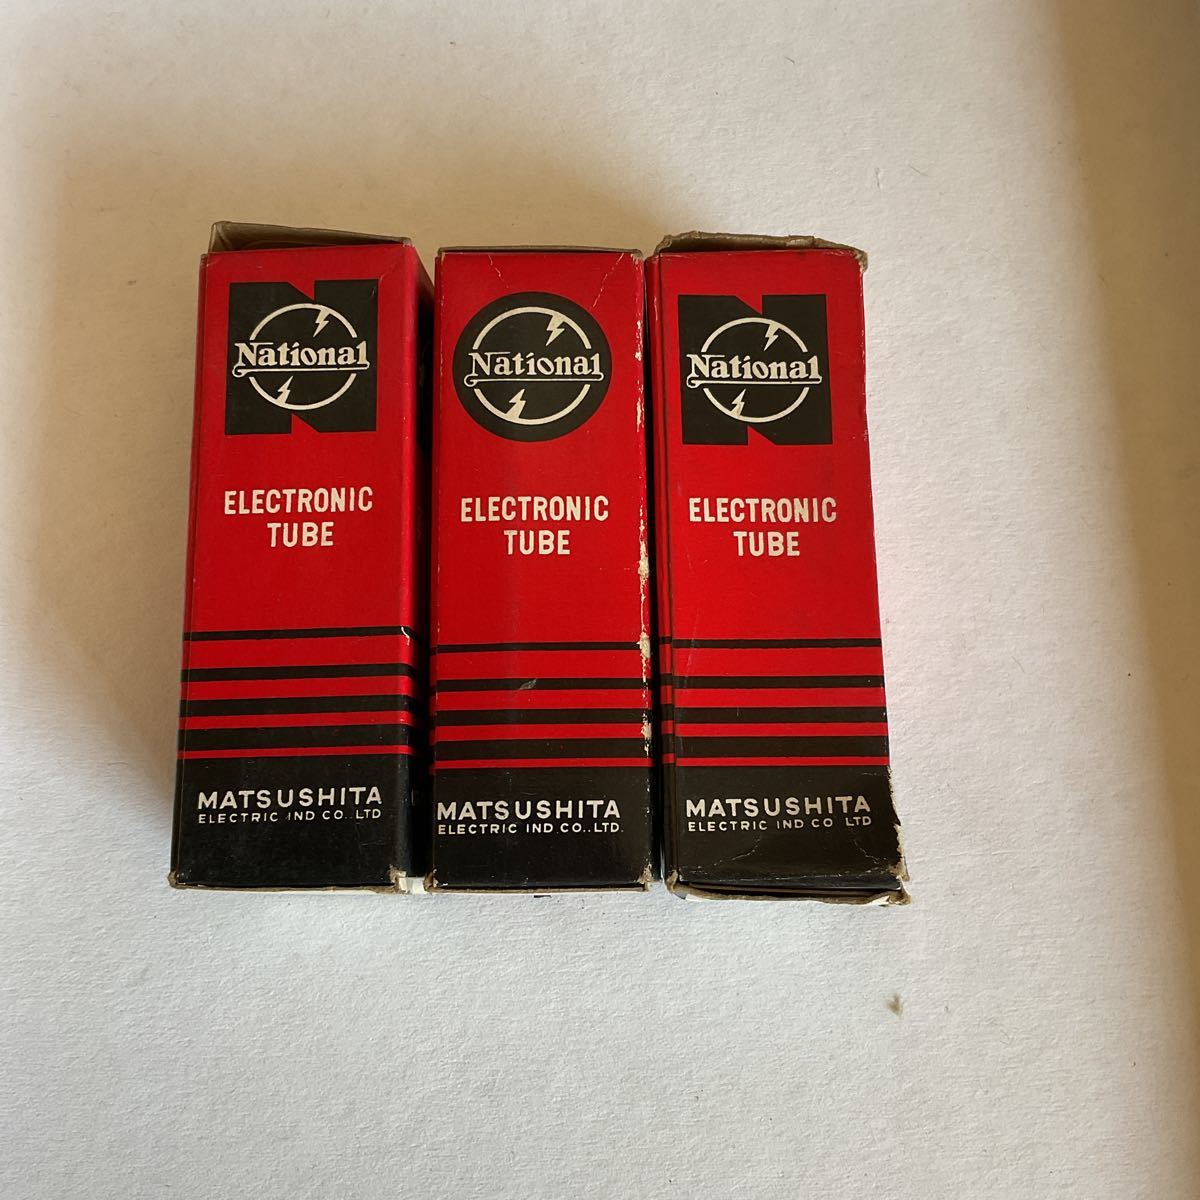 National
ELECTRONIC
TUBE
MATSUSHITA
ELECTRIC IND CO., LTD
National
ELECTRONIC
TUBE
MATSUSHITA
ELECTRIC IND CO., LTD.
National
ELECTRONIC
TUBE
MATSUSHITA
ELECTRIC IND CO LTD